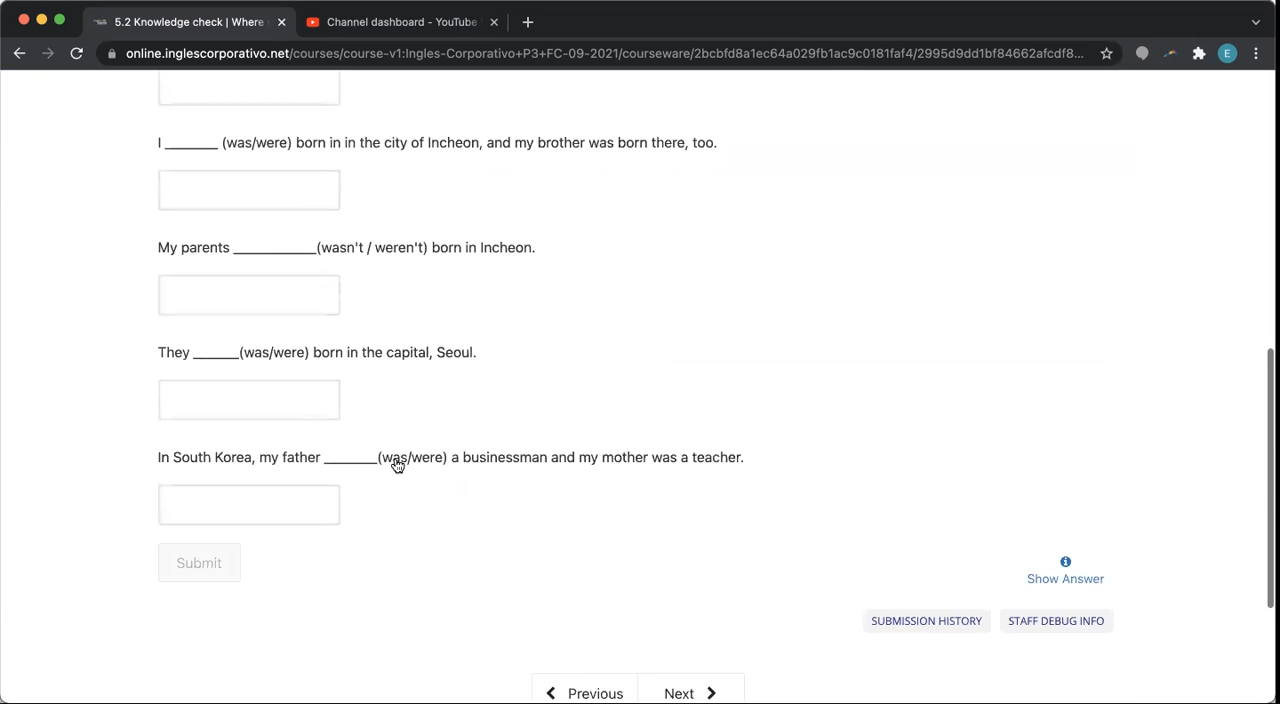 5.2 Knowledge check | Where
Channel dashboard - YouTube
online.inglescorporativo.net/courses/course-v1:Ingles-Corporativo+P3+FC-09-2021/courseware/2bcbfd8a1ec64a029fb1ac9c0181faf4/2995d9dd1bf84662afcdf8...
E
I _______ (was/were) born in in the city of Incheon, and my brother was born there, too.
My parents ___________(wasn't / weren't) born in Incheon.
They ______(was/were) born in the capital, Seoul.
In South Korea, my father _______(was/were) a businessman and my mother was a teacher.
Submit
Show Answer
SUBMISSION HISTORY
STAFF DEBUG INFO
Previous
Next